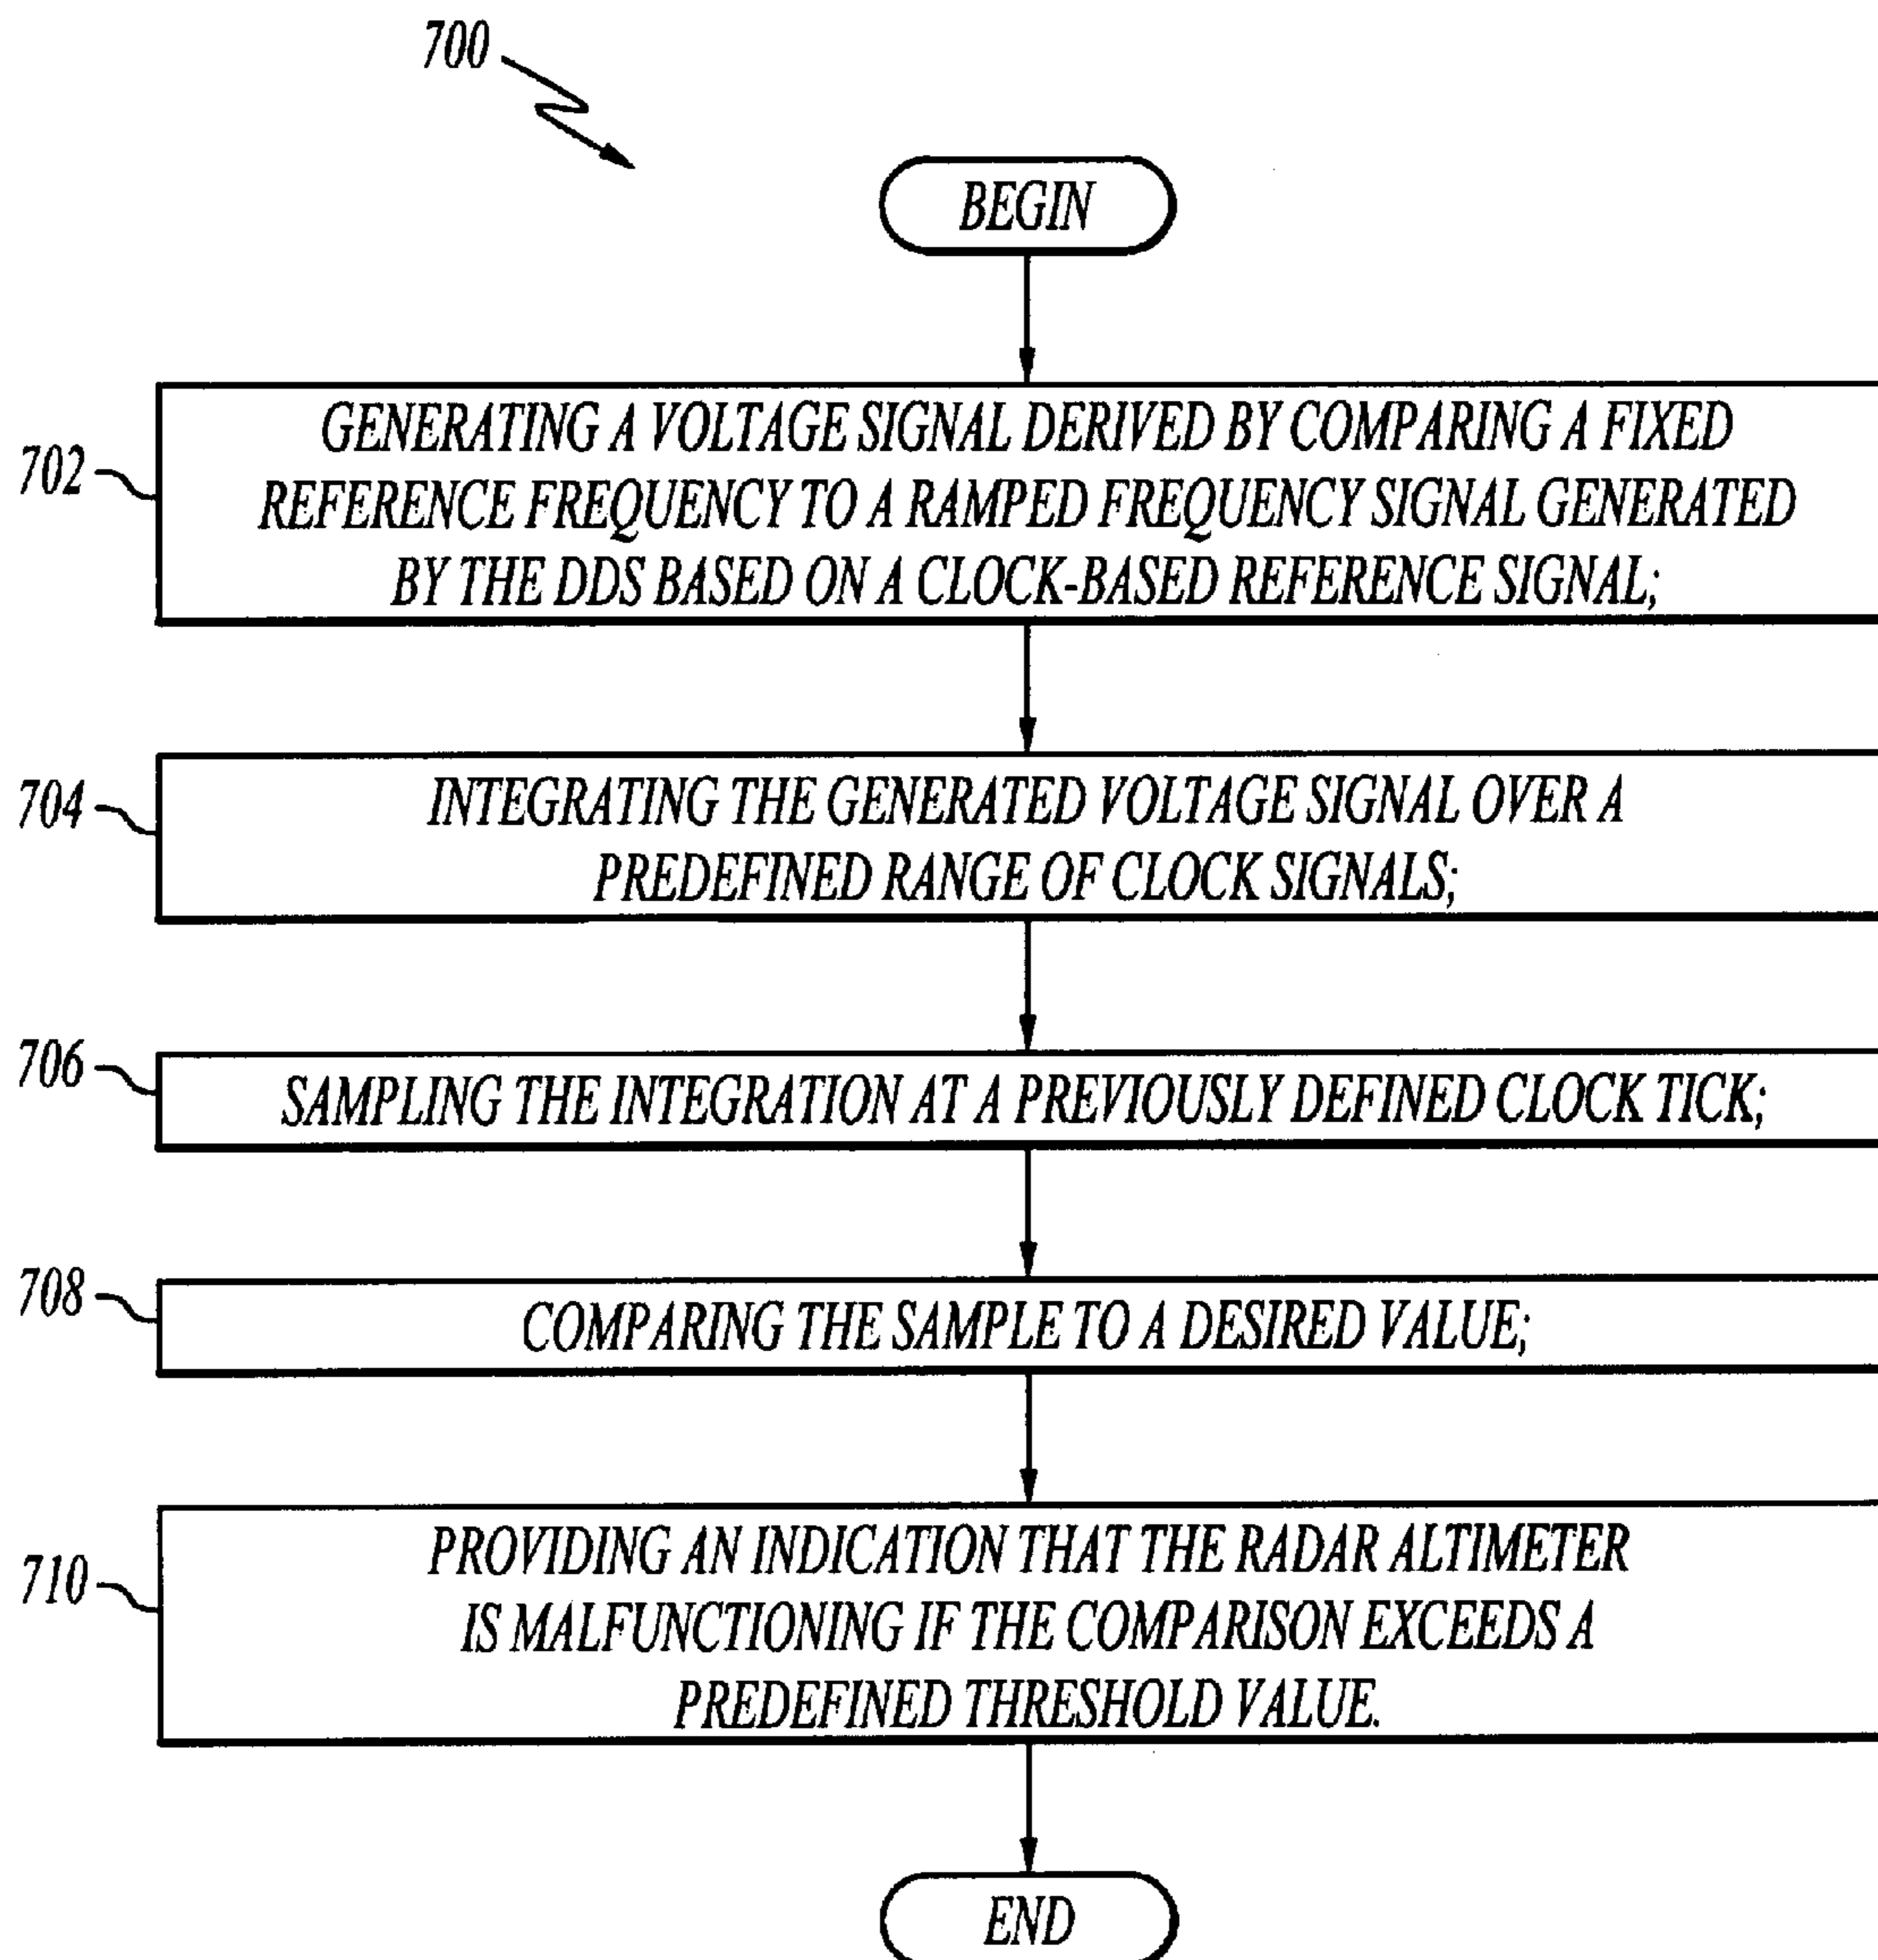 700
BEGIN
702
GENERATING A VOLTAGE SIGNAL DERIVED BY COMPARING A FIXED
REFERENCE FREQUENCY TO A RAMPED FREQUENCY SIGNAL GENERATED
BY THE DDS BASED ON A CLOCK-BASED REFERENCE SIGNAL;
704
INTEGRATING THE GENERATED VOLTAGE SIGNAL OVER A
PREDEFINED RANGE OF CLOCK SIGNALS;
706
SAMPLING THE INTEGRATION AT A PREVIOUSLY DEFINED CLOCK TICK;
708
COMPARING THE SAMPLE TO A DESIRED VALUE;
710
PROVIDING AN INDICATION THAT THE RADAR ALTIMETER
IS MALFUNCTIONING IF THE COMPARISON EXCEEDS A
PREDEFINED THRESHOLD VALUE.
END